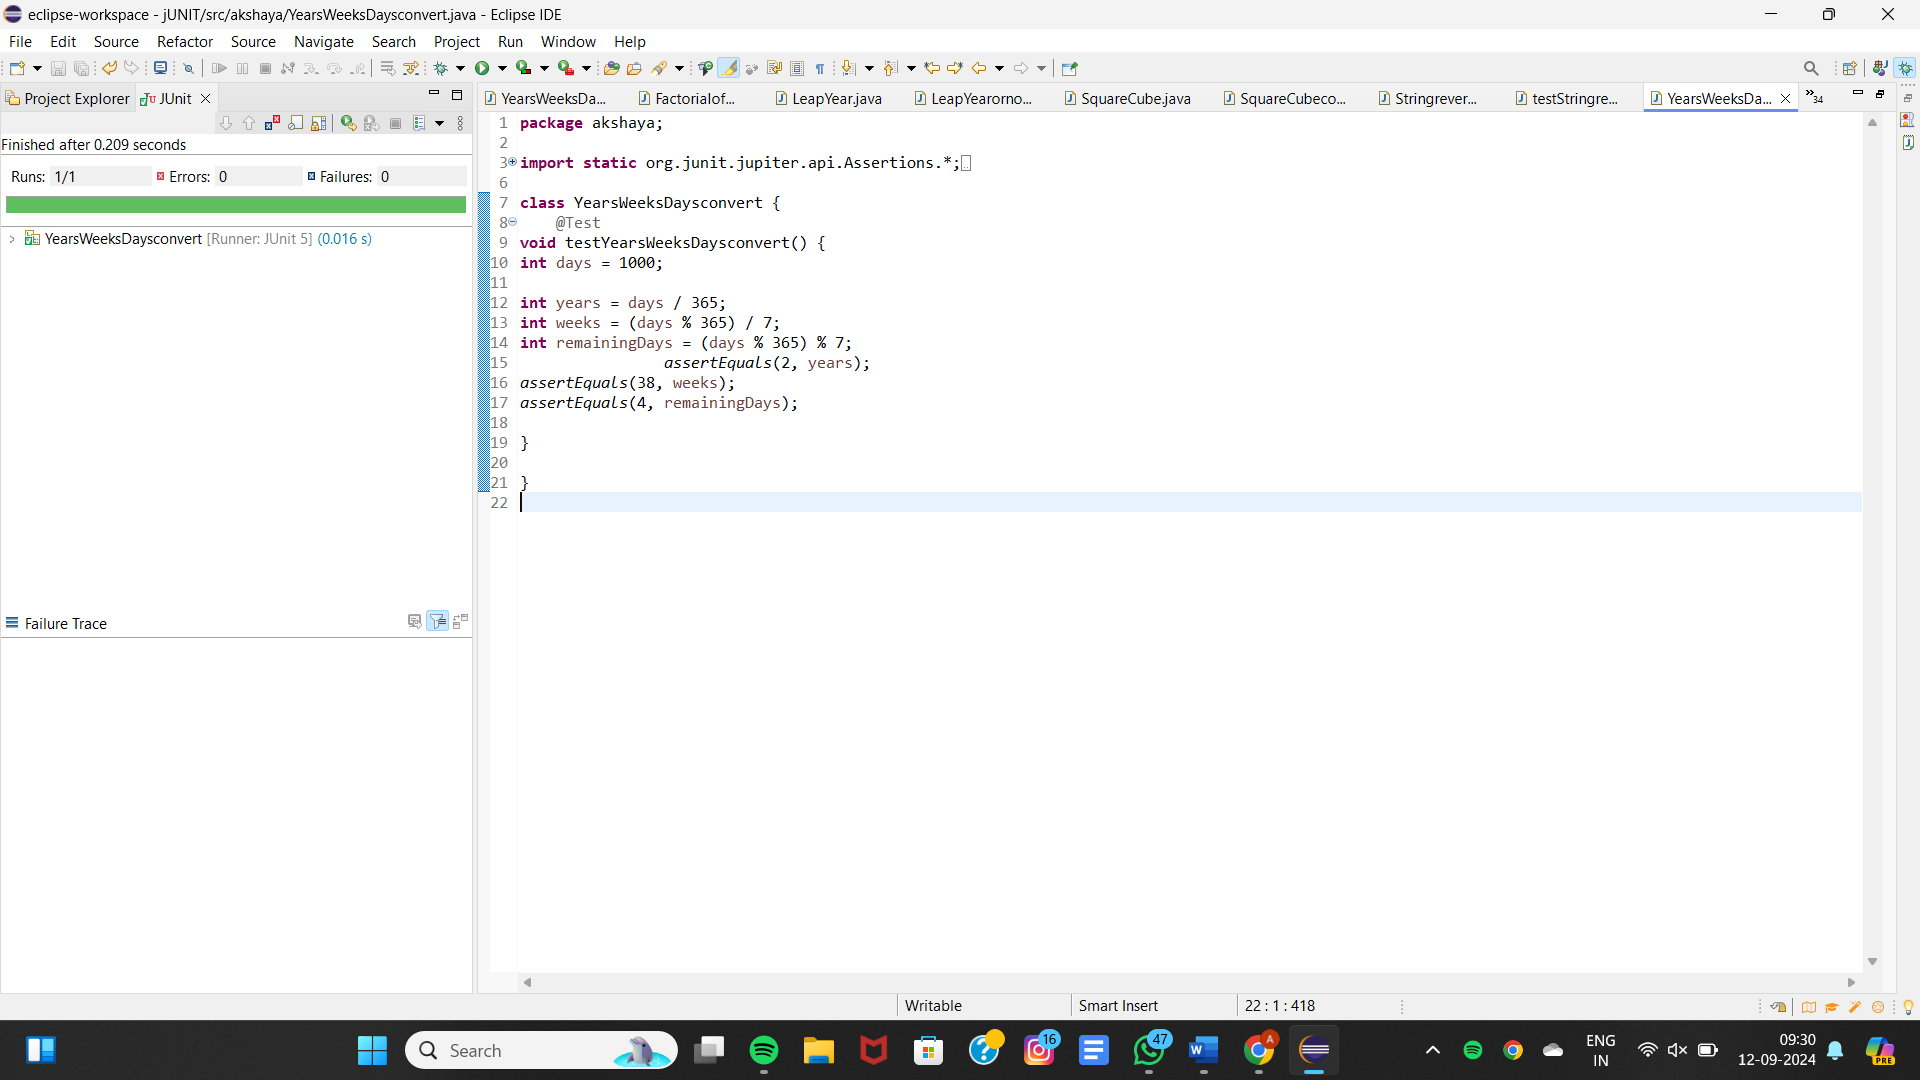 eclipse-workspace - jUNIT/src/akshaya/YearsWeeksDaysconvert.java - Eclipse IDE
File Edit Source Refactor Source Navigate Search Project Run Window Help
Project Explorer JUnit
YearsWeeksDa... Factorialof... LeapYear.java LeapYearorno... SquareCube.java SquareCubeco... Stringrever... testStringre... YearsWeeksDa... »34
Finished after 0.209 seconds
Runs: 1/1 Errors: 0 Failures: 0
YearsWeeksDaysconvert [Runner: JUnit 5] (0.016 s)
Failure Trace
1 package akshaya;
2
3 import static org.junit.jupiter.api.Assertions.*;
6
7 class YearsWeeksDaysconvert {
8 @Test
9 void testYearsWeeksDaysconvert() {
10 int days = 1000;
11
12 int years = days / 365;
13 int weeks = (days % 365) / 7;
14 int remainingDays = (days % 365) % 7;
15 assertEquals(2, years);
16 assertEquals(38, weeks);
17 assertEquals(4, remainingDays);
18
19 }
20
21 }
22
Writable Smart Insert 22 : 1 : 418
Search
16
47
A
ENG
IN
09:30
12-09-2024
PRE